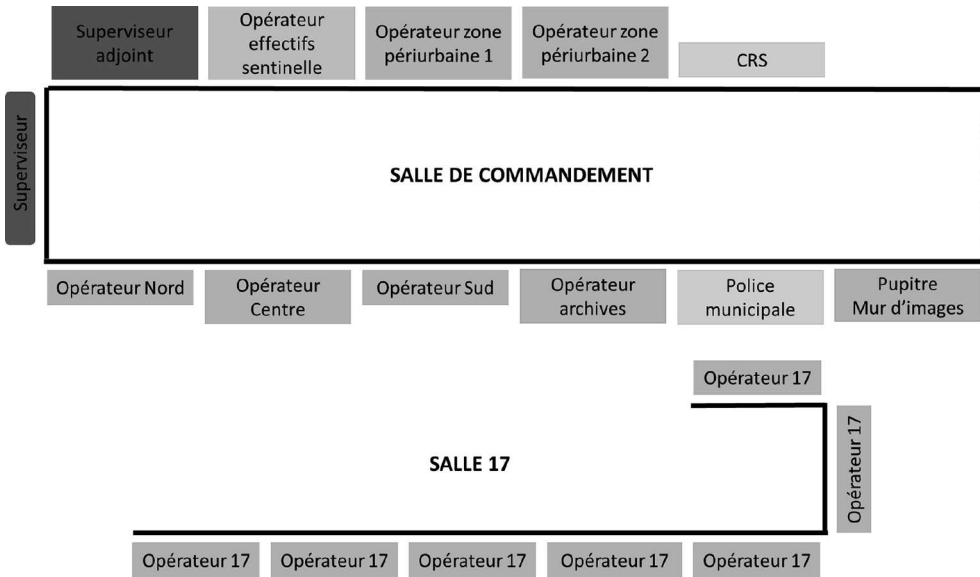 Superviseur
adjoint
Opérateur
effectifs
sentinelle
Opérateur zone
périurbaine 1
Opérateur zone
périurbaine 2
CRS
Superviseur
SALLE DE COMMANDEMENT
Opérateur Nord
Opérateur
Centre
Opérateur Sud
Opérateur
archives
Police
municipale
Pupitre
Mur d'images
Opérateur 17
SALLE 17
Opérateur 17
Opérateur 17
Opérateur 17
Opérateur 17
Opérateur 17
Opérateur 17